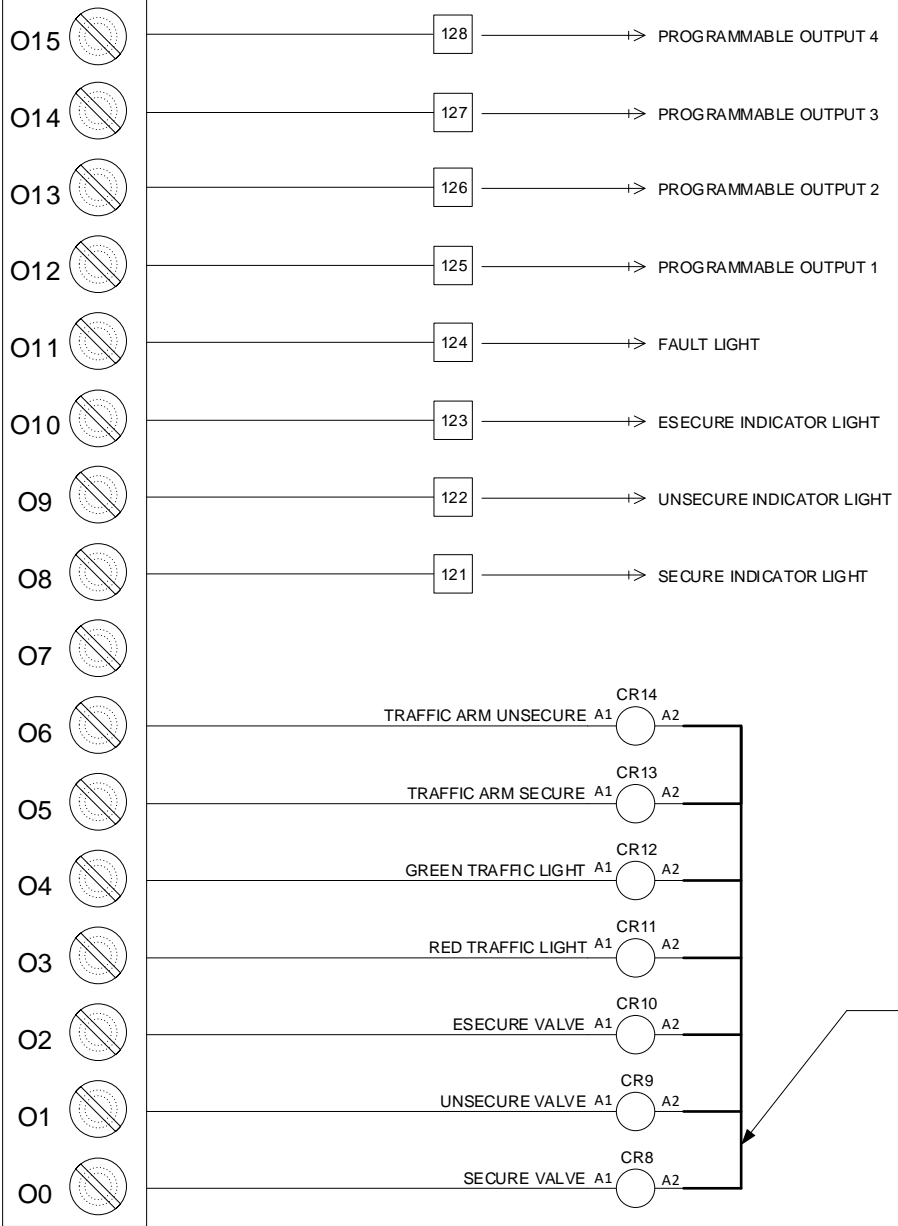 O15 128 PROGRAMMABLE OUTPUT 4
O14 127 PROGRAMMABLE OUTPUT 3
O13 126 PROGRAMMABLE OUTPUT 2
O12 125 PROGRAMMABLE OUTPUT 1
O11 124 FAULT LIGHT
O10 123 ESECURE INDICATOR LIGHT
O9 122 UNSECURE INDICATOR LIGHT
O8 121 SECURE INDICATOR LIGHT
O7
CR14
O6 TRAFFIC ARM UNSECURE A1 A2
CR13
O5 TRAFFIC ARM SECURE A1 A2
CR12
O4 GREEN TRAFFIC LIGHT A1 A2
CR11
O3 RED TRAFFIC LIGHT A1 A2
CR10
O2 ESECURE VALVE A1 A2
CR9
O1 UNSECURE VALVE A1 A2
CR8
O0 SECURE VALVE A1 A2